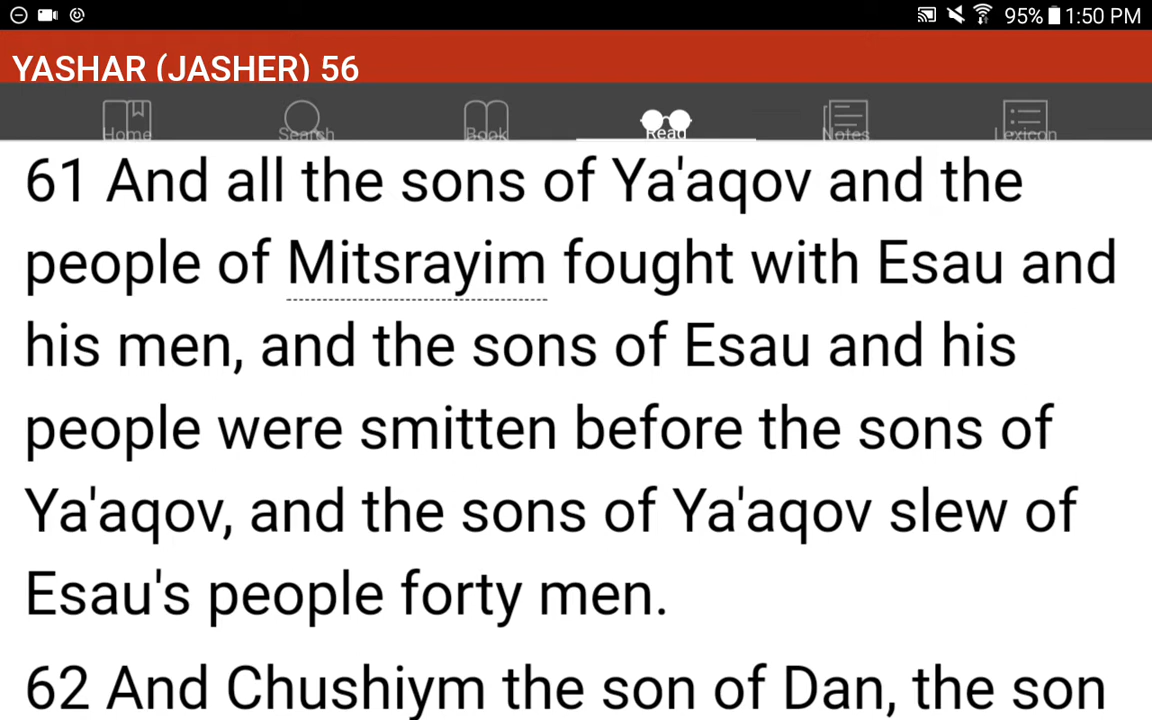 95% 1:50 PM
YASHAR (JASHER) 56
Home Search Book Read Notes Lexicon
61 And all the sons of Ya'aqov and the
people of Mitsrayim fought with Esau and
his men, and the sons of Esau and his
people were smitten before the sons of
Ya'aqov, and the sons of Ya'aqov slew of
Esau's people forty men.
62 And Chushiym the son of Dan, the son